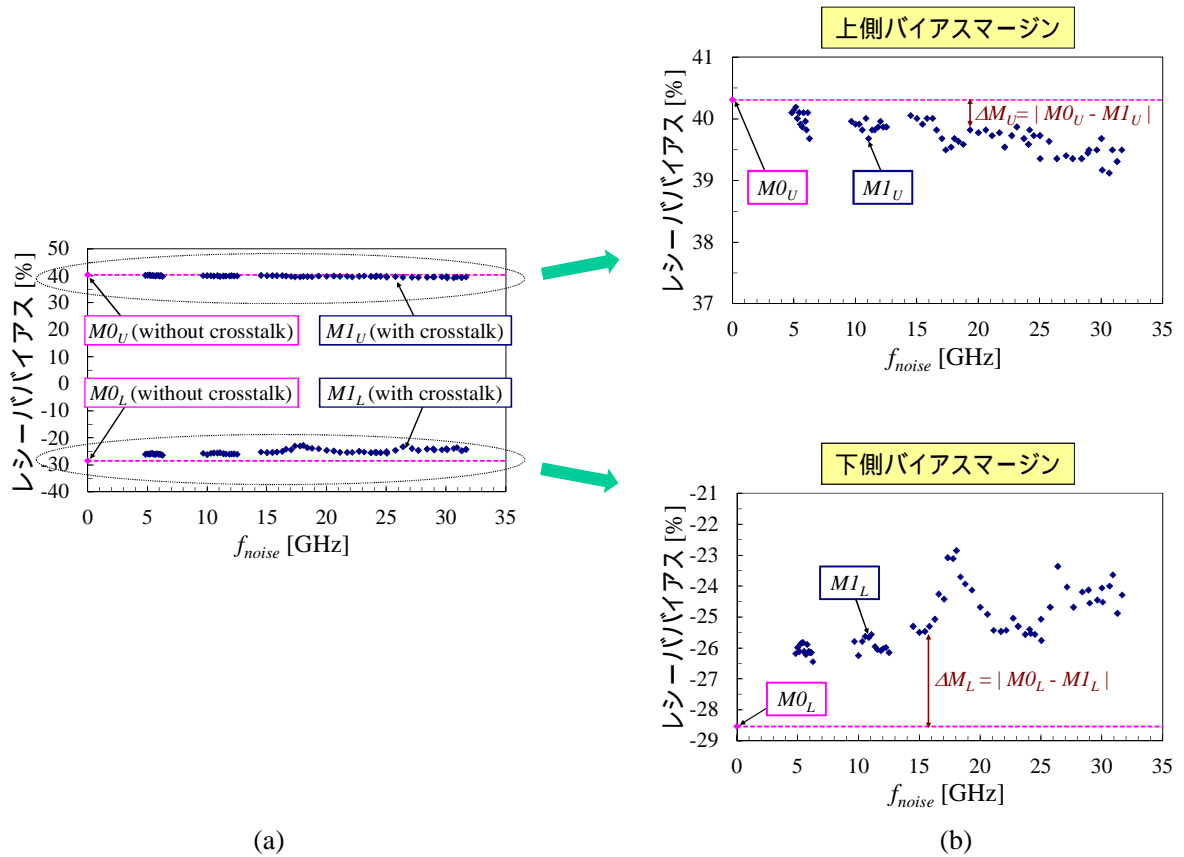 レシーババイアス [%]
50
40
30
20
10
0
-10
-20
-30
-40
M0U (without crosstalk)
M1U (with crosstalk)
M0L (without crosstalk)
M1L (with crosstalk)
0 5 10 15 20 25 30 35
fnoise [GHz]
(a)
上側バイアスマージン
レシーババイアス [%]
41
40
39
38
37
ΔMU = | M0U - M1U |
M0U
M1U
0 5 10 15 20 25 30 35
fnoise [GHz]
下側バイアスマージン
レシーババイアス [%]
-21
-22
-23
-24
-25
-26
-27
-28
-29
M1L
ΔML = | M0L - M1L |
M0L
0 5 10 15 20 25 30 35
fnoise [GHz]
(b)